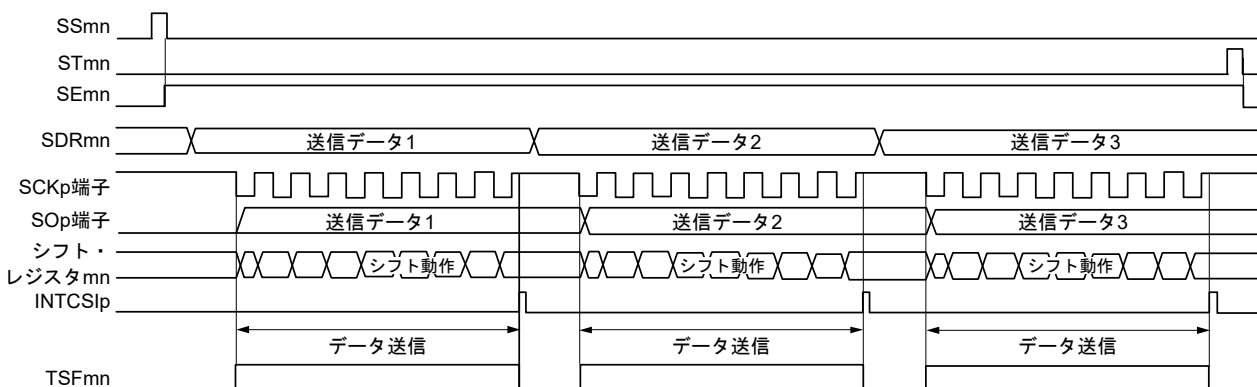 SSmn
STmn
SEmn
SDRmn 送信データ1 送信データ2 送信データ3
SCKp端子
SOp端子 送信データ1 送信データ2 送信データ3
シフト・
レジスタmn シフト動作 シフト動作 シフト動作
INTCSIp
データ送信 データ送信 データ送信
TSFmn